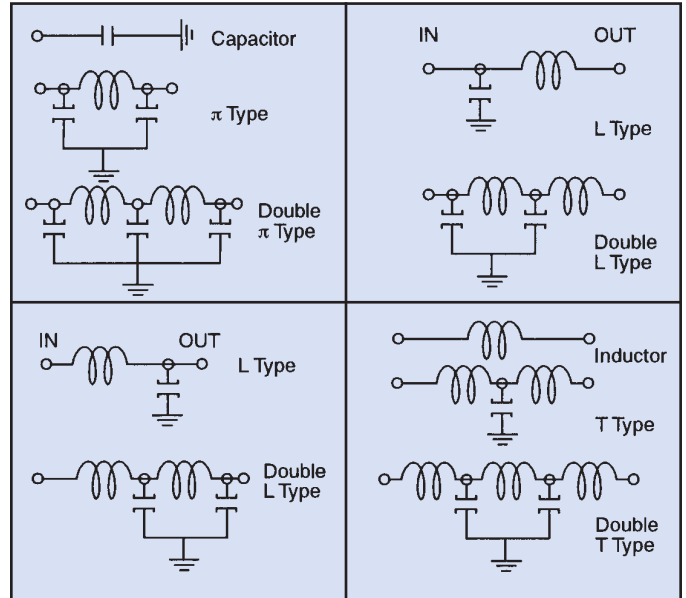 Capacitor
π Type
Double
π Type
IN OUT
L Type
Double
L Type
IN OUT
L Type
Double
L Type
Inductor
T Type
Double
T Type